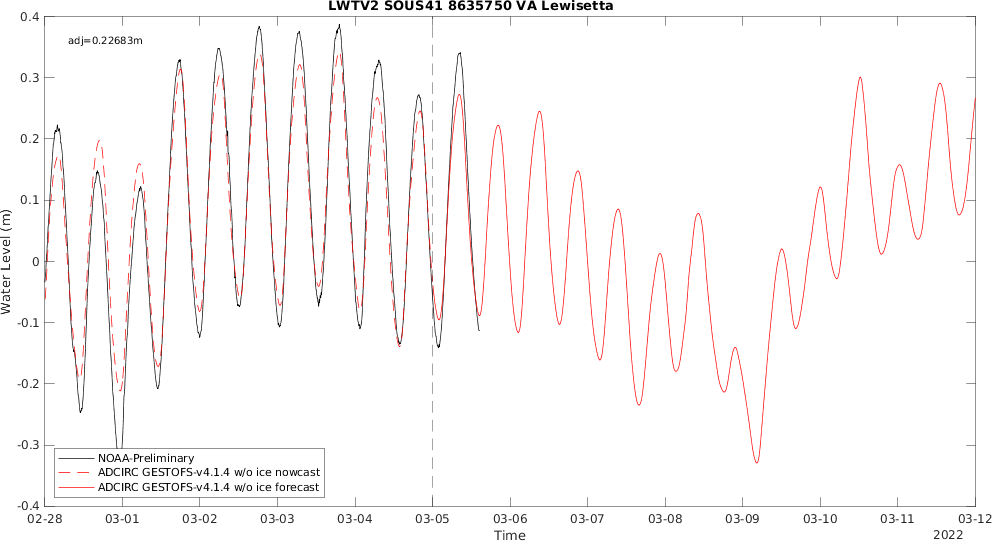 LWTV2 SOUS41 8635750 VA Lewisetta
adj=0.22683m
0.4
0.3
0.2
0.1
0
-0.1
-0.2
-0.3
-0.4
Water Level (m)
NOAA-Preliminary
ADCIRC GESTOFS-v4.1.4 w/o ice nowcast
ADCIRC GESTOFS-v4.1.4 w/o ice forecast
02-28 03-01 03-02 03-03 03-04 03-05 03-06 03-07 03-08 03-09 03-10 03-11 03-12
Time
2022